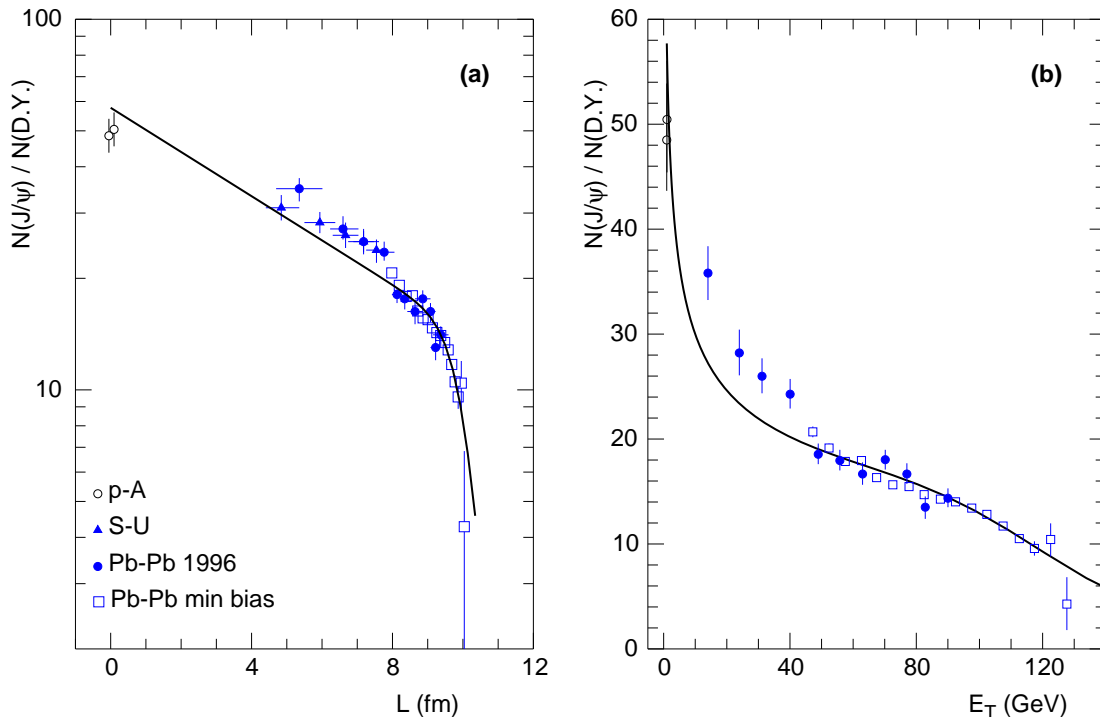 100
10
N(J/ψ) / N(D.Y.)
(a)
p-A
S-U
Pb-Pb 1996
Pb-Pb min bias
0 4 8 12
L (fm)
60
50
40
30
20
10
0
N(J/ψ) / N(D.Y.)
(b)
0 40 80 120
E_T (GeV)